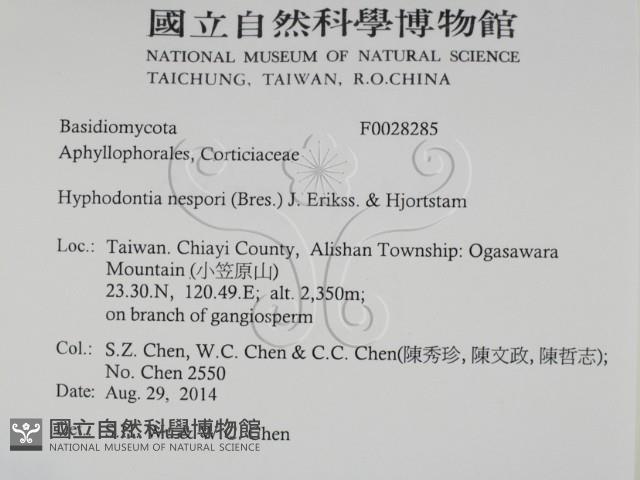 國立自然科學博物館
NATIONAL MUSEUM OF NATURAL SCIENCE
TAICHUNG, TAIWAN, R.O.CHINA
Basidiomycota F0028285
Aphyllophorales, Corticiaceae
Hyphodontia nespori (Bres.) J. Erikss. & Hjortstam
Loc.: Taiwan. Chiayi County, Alishan Township: Ogasawara
Mountain (小笠原山)
23.30.N, 120.49.E; alt. 2,350m;
on branch of gangiosperm
Col.: S.Z. Chen, W.C. Chen & C.C. Chen(陳秀珍, 陳文政, 陳哲志);
No. Chen 2550
Date: Aug. 29, 2014
Chen
國立自然科學博物館
NATIONAL MUSEUM OF NATURAL SCIENCE